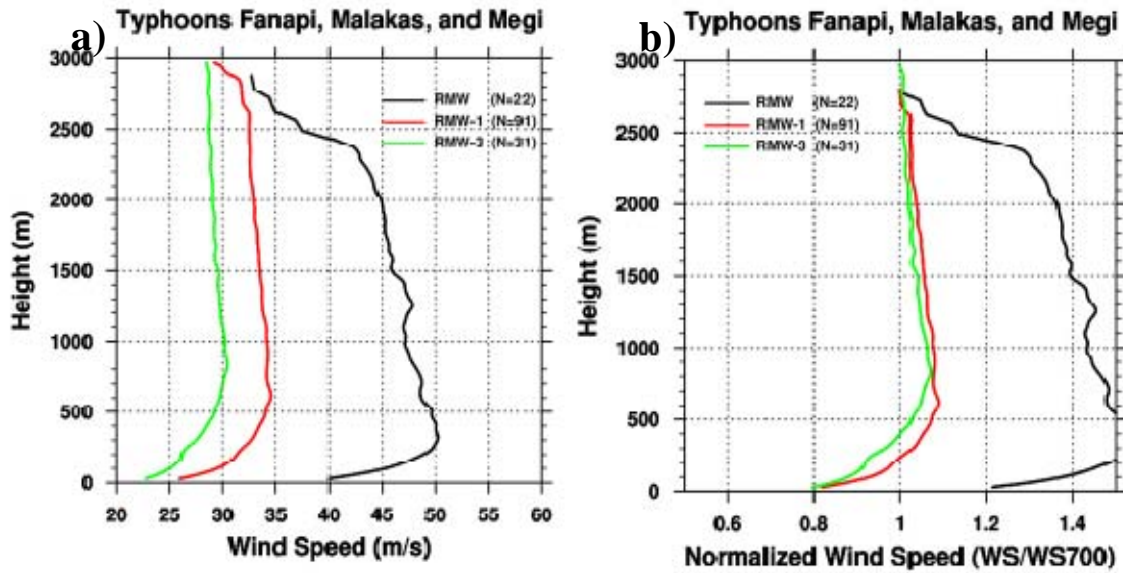 a)
Typhoons Fanapi, Malakas, and Megi
3000
2500
2000
1500
1000
500
0
Height (m)
RMW (N=22)
RMW-1 (N=91)
RMW-3 (N=31)
20 25 30 35 40 45 50 55 60
Wind Speed (m/s)
b)
Typhoons Fanapi, Malakas, and Megi
3000
2500
2000
1500
1000
500
0
Height (m)
RMW (N=22)
RMW-1 (N=91)
RMW-3 (N=31)
0.6 0.8 1 1.2 1.4
Normalized Wind Speed (WS/WS700)